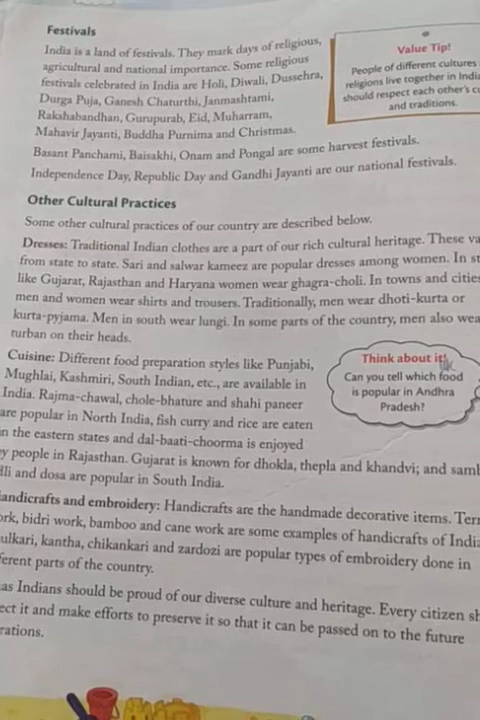 Festivals
India is a land of festivals. They mark days of religious,
agricultural and national importance. Some religious
festivals celebrated in India are Holi, Diwali, Dussehra,
Durga Puja, Ganesh Chaturthi, Janmashtami,
Rakshabandhan, Gurupurab, Eid, Muharram,
Mahavir Jayanti, Buddha Purnima and Christmas.
Basant Panchami, Baisakhi, Onam and Pongal are some harvest festivals.
Independence Day, Republic Day and Gandhi Jayanti are our national festivals.
Value Tip!
People of different cultures
religions live together in India
should respect each other's cu
and traditions.
Other Cultural Practices
Some other cultural practices of our country are described below.
Dresses: Traditional Indian clothes are a part of our rich cultural heritage. These va
from state to state. Sari and salwar kameez are popular dresses among women. In st
like Gujarat, Rajasthan and Haryana women wear ghagra-choli. In towns and cities
men and women wear shirts and trousers. Traditionally, men wear dhoti-kurta or
kurta-pyjama. Men in south wear lungi. In some parts of the country, men also wea
turban on their heads.
Cuisine: Different food preparation styles like Punjabi,
Mughlai, Kashmiri, South Indian, etc., are available in
India. Rajma-chawal, chole-bhature and shahi paneer
are popular in North India, fish curry and rice are eaten
in the eastern states and dal-baati-choorma is enjoyed
by people in Rajasthan. Gujarat is known for dhokla, thepla and khandvi; and samb
dli and dosa are popular in South India.
Think about it!
Can you tell which food
is popular in Andhra
Pradesh?
andicrafts and embroidery: Handicrafts are the handmade decorative items. Terr
ork, bidri work, bamboo and cane work are some examples of handicrafts of India
ulkari, kantha, chikankari and zardozi are popular types of embroidery done in
ferent parts of the country.
as Indians should be proud of our diverse culture and heritage. Every citizen sh
ect it and make efforts to preserve it so that it can be passed on to the future
rations.